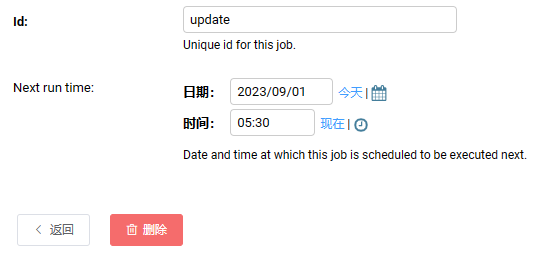 Id: update
Unique id for this job.
Next run time: 日期： 2023/09/01 今天 |
时间： 05:30 现在 |
Date and time at which this job is scheduled to be executed next.
返回 删除